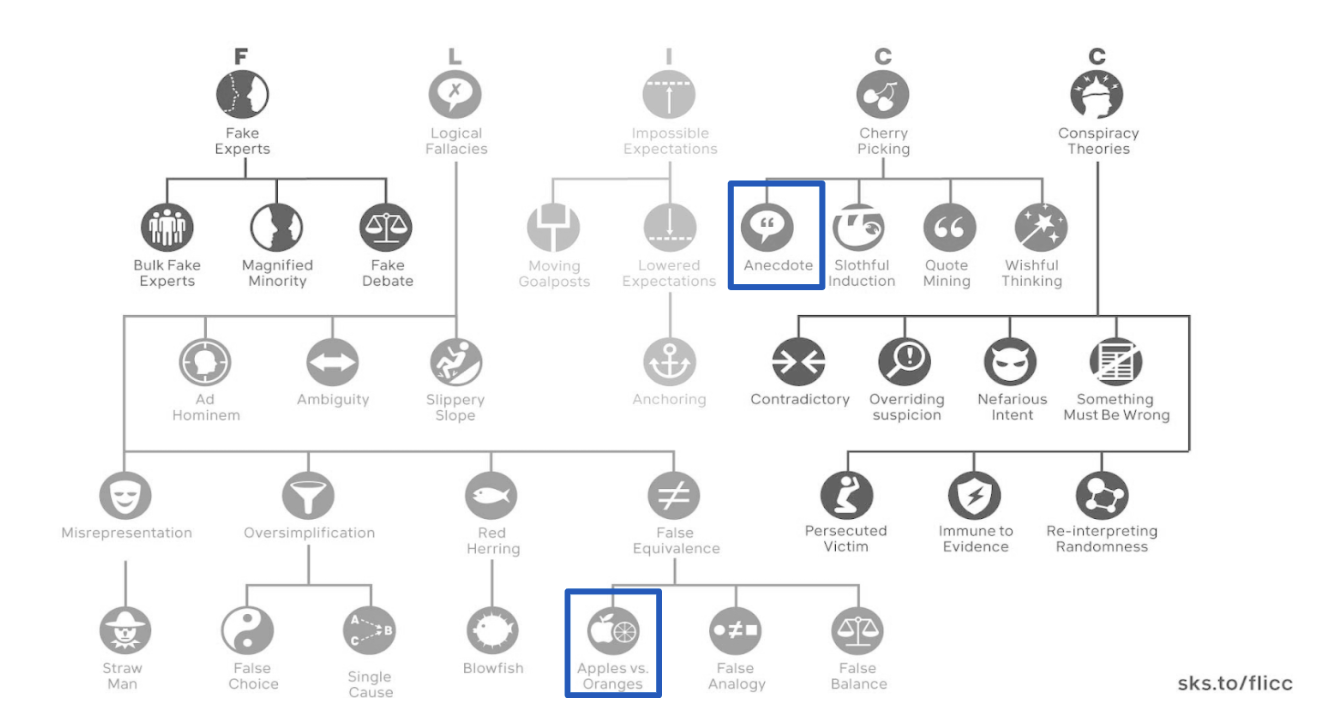 F
L
I
C
C
Fake
Experts
Logical
Fallacies
Impossible
Expectations
Cherry
Picking
Conspiracy
Theories
Bulk Fake
Experts
Magnified
Minority
Fake
Debate
Moving
Goalposts
Lowered
Expectations
Anecdote
Slothful
Induction
Quote
Mining
Wishful
Thinking
Ad
Hominem
Ambiguity
Slippery
Slope
Anchoring
Contradictory
Overriding
suspicion
Nefarious
Intent
Something
Must Be Wrong
Misrepresentation
Oversimplification
Red
Herring
False
Equivalence
Persecuted
Victim
Immune to
Evidence
Re-interpreting
Randomness
A
B
C
Straw
Man
False
Choice
Single
Cause
Blowfish
Apples vs.
Oranges
False
Analogy
False
Balance
sks.to/flicc